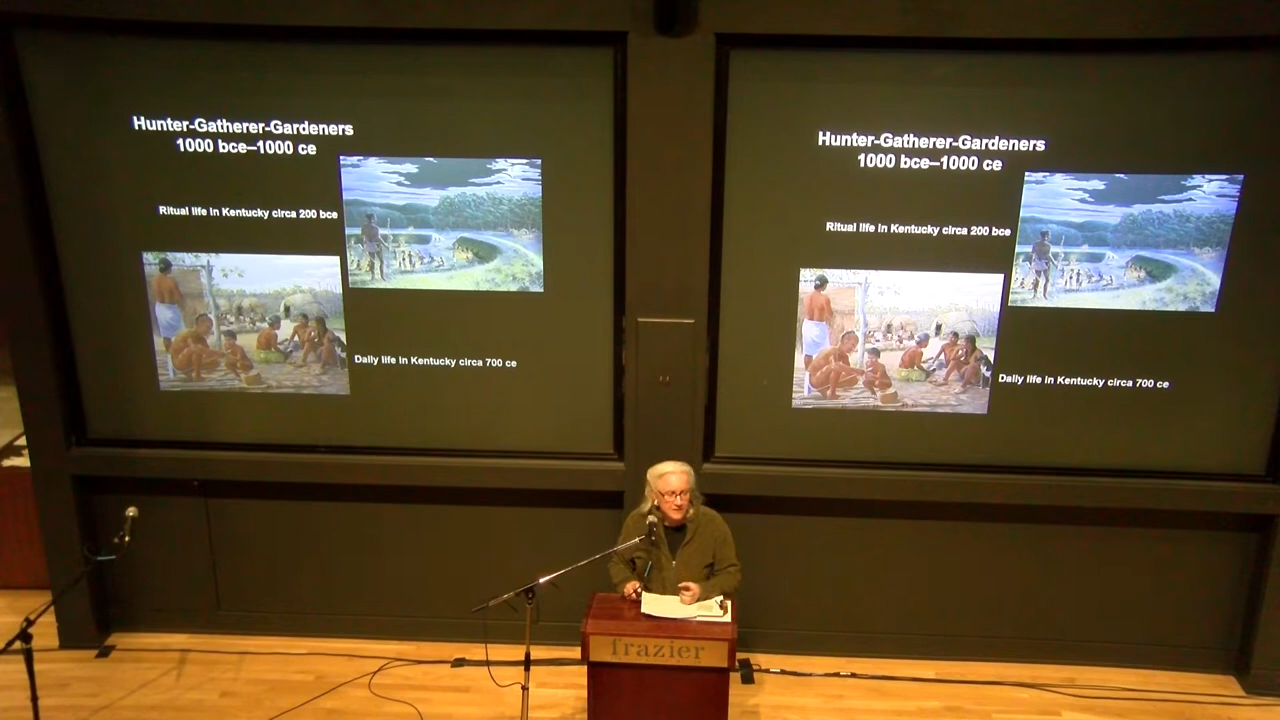 Hunter-Gatherer-Gardeners
1000 bce–1000 ce
Ritual life in Kentucky circa 200 bce
Daily life in Kentucky circa 700 ce
Hunter-Gatherer-Gardeners
1000 bce–1000 ce
Ritual life in Kentucky circa 200 bce
Daily life in Kentucky circa 700 ce
frazier